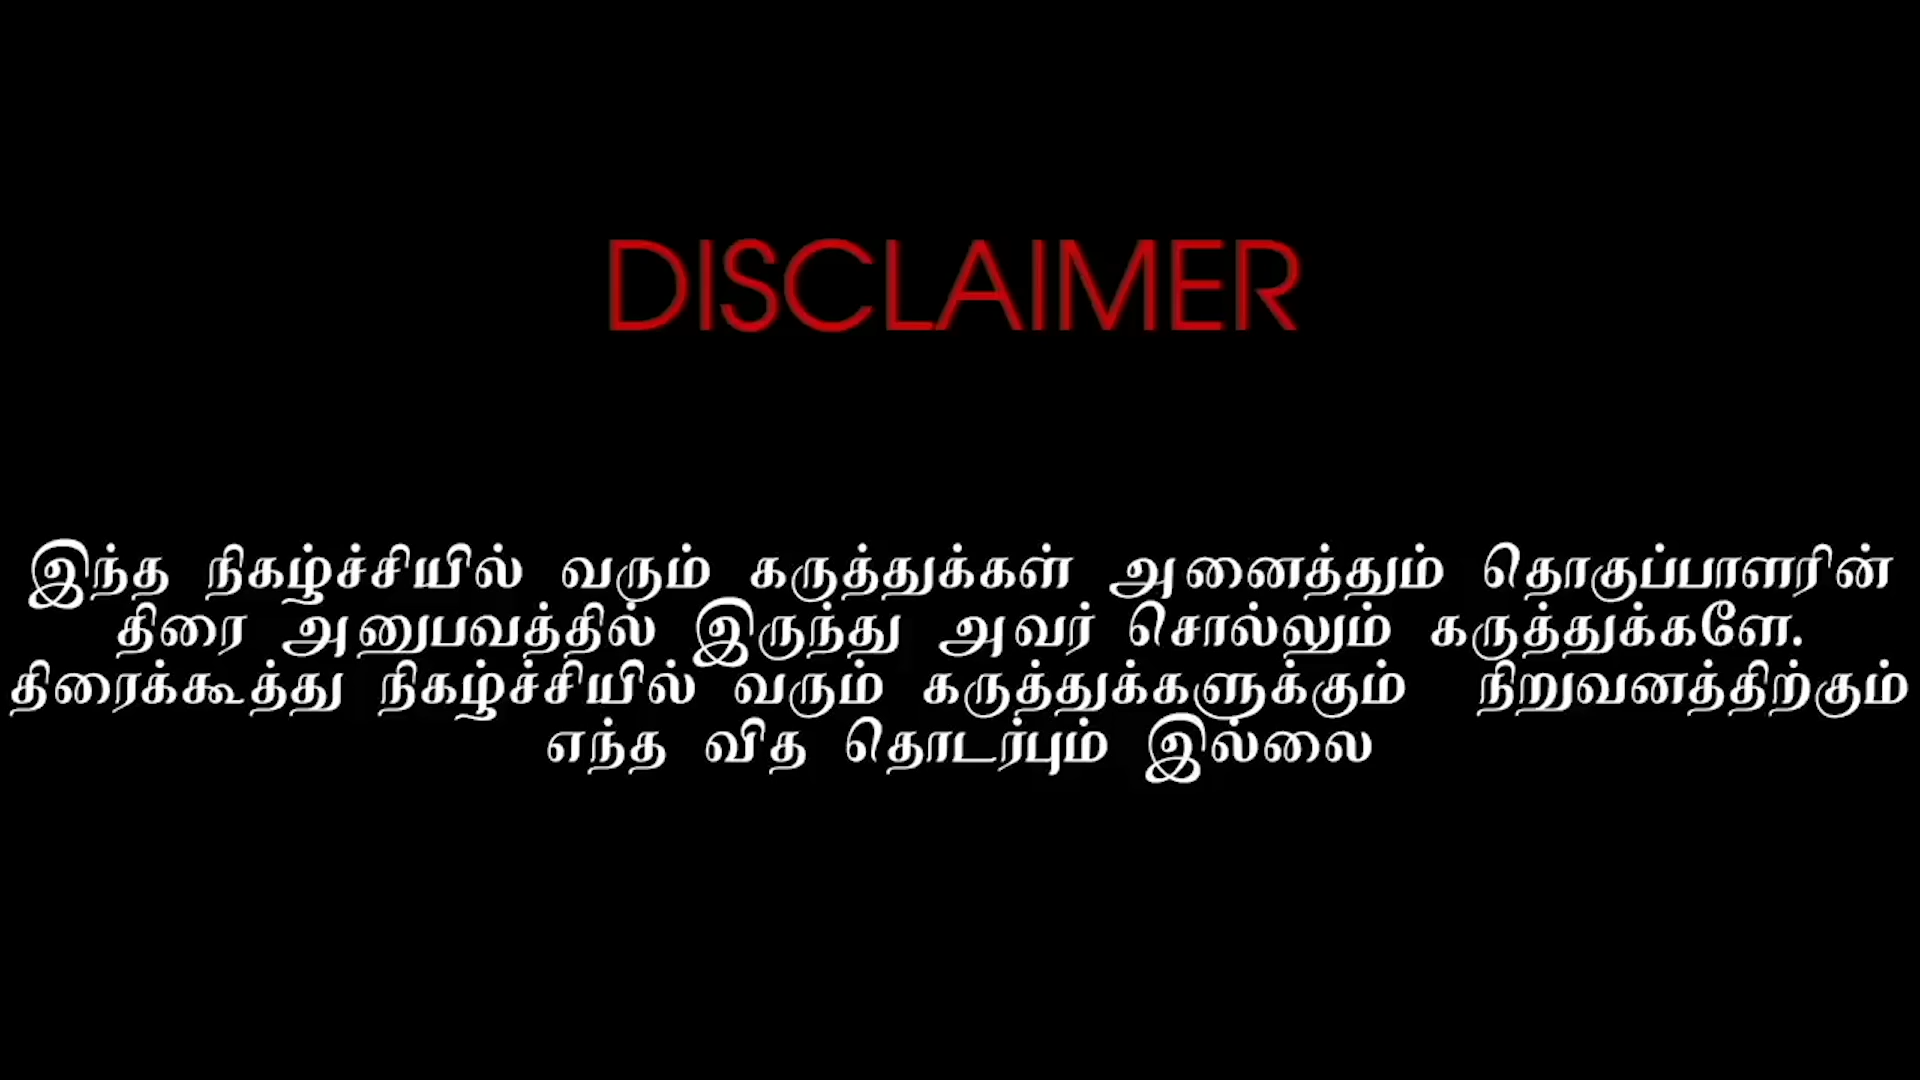 DISCLAIMER
இந்த நிகழ்ச்சியில் வரும் கருத்துக்கள் அனைத்தும் தொகுப்பாளரின்
திரை அனுபவத்தில் இருந்து அவர் சொல்லும் கருத்துக்களே.
திரைக்கூத்து நிகழ்ச்சியில் வரும் கருத்துக்களுக்கும் நிறுவனத்திற்கும்
எந்த வித தொடர்பும் இல்லை